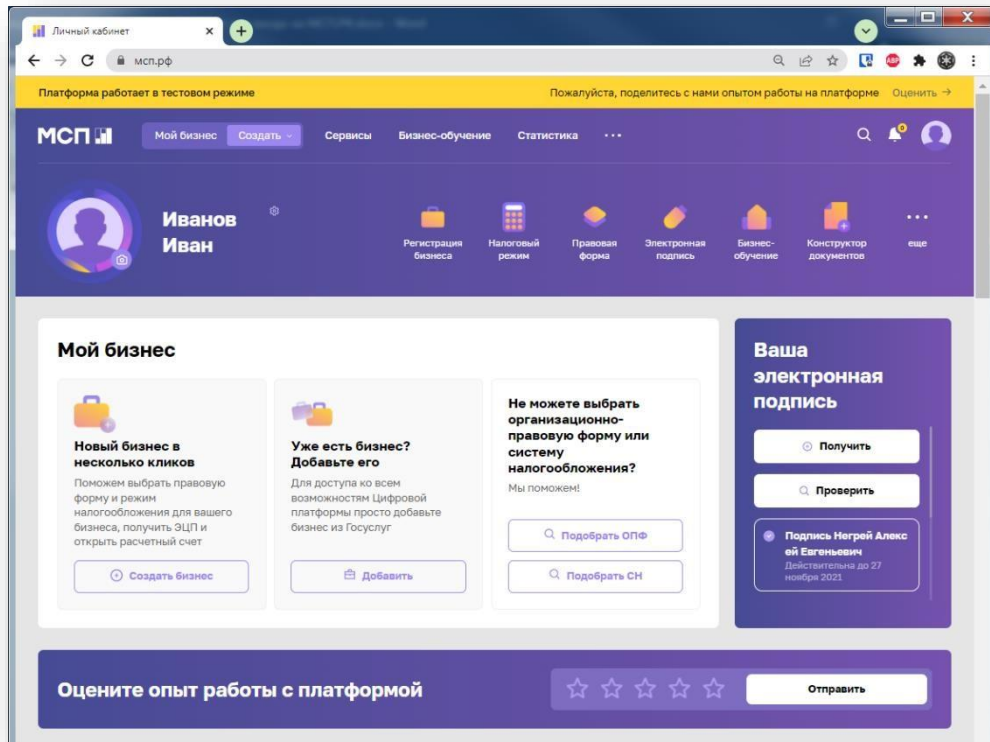 Личный кабинет
мсп.рф
Платформа работает в тестовом режиме
Пожалуйста, поделитесь с нами опытом работы на платформе Оценить →
МСП Мой бизнес Создать Сервисы Бизнес-обучение Статистика ...
Иванов
Иван
Регистрация
бизнеса
Налоговый
режим
Правовая
форма
Электронная
подпись
Бизнес-
обучение
Конструктор
документов
еще
Мой бизнес
Новый бизнес в
несколько кликов
Поможем выбрать правовую
форму и режим
налогообложения для вашего
бизнеса, получить ЭЦП и
открыть расчетный счет
Создать бизнес
Уже есть бизнес?
Добавьте его
Для доступа ко всем
возможностям Цифровой
платформы просто добавьте
бизнес из Госуслуг
Добавить
Не можете выбрать
организационно-
правовую форму или
систему
налогообложения?
Мы поможем!
Подобрать ОПФ
Подобрать СН
Ваша
электронная
подпись
Получить
Проверить
Подпись Негрей Алекс
ей Евгеньевич
Действительна до 27
ноября 2021
Оцените опыт работы с платформой
Отправить